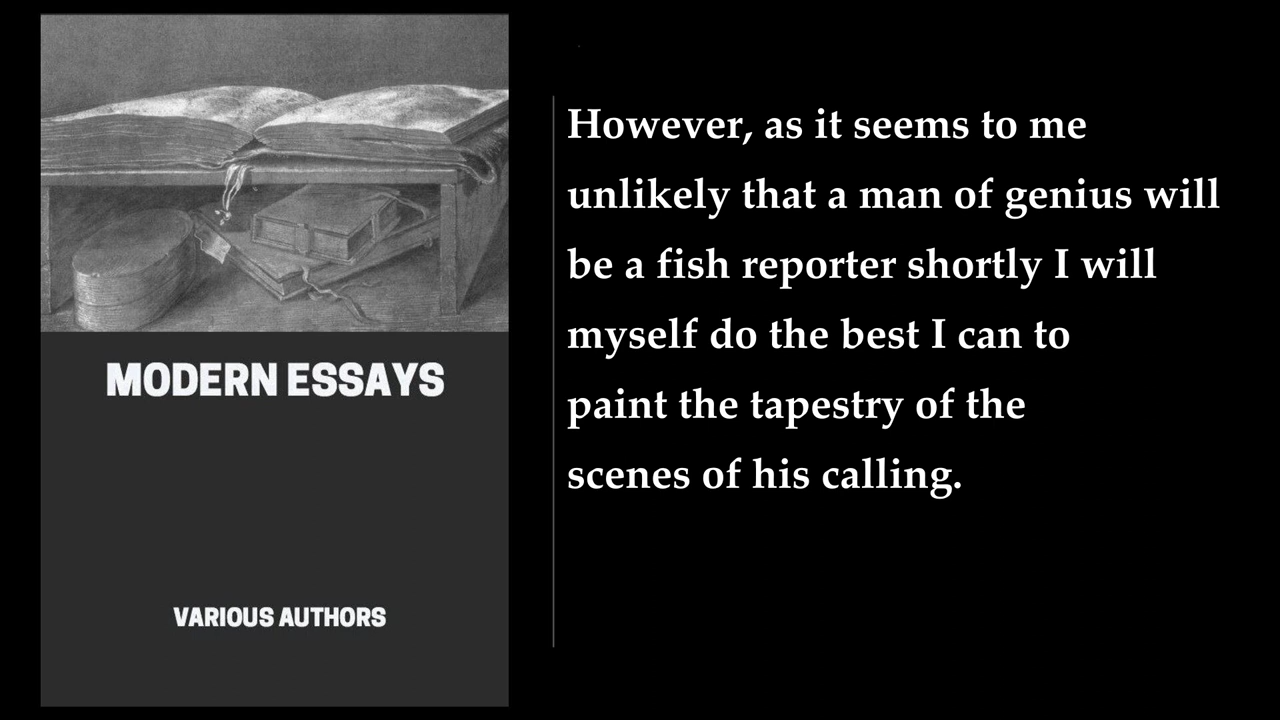 MODERN ESSAYS
VARIOUS AUTHORS
However, as it seems to me
unlikely that a man of genius will
be a fish reporter shortly I will
myself do the best I can to
paint the tapestry of the
scenes of his calling.